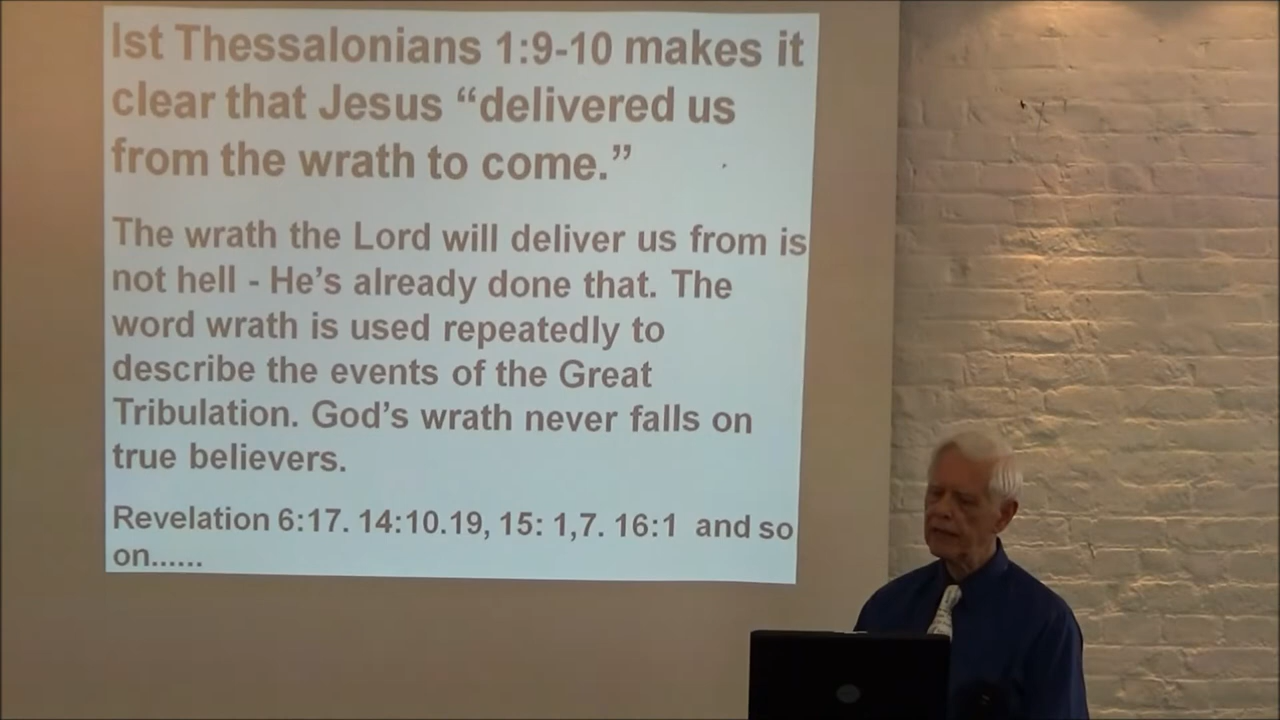 Ist Thessalonians 1:9-10 makes it
clear that Jesus “delivered us
from the wrath to come.”
The wrath the Lord will deliver us from is
not hell - He’s already done that. The
word wrath is used repeatedly to
describe the events of the Great
Tribulation. God’s wrath never falls on
true believers.
Revelation 6:17. 14:10.19, 15: 1,7. 16:1 and so
on......